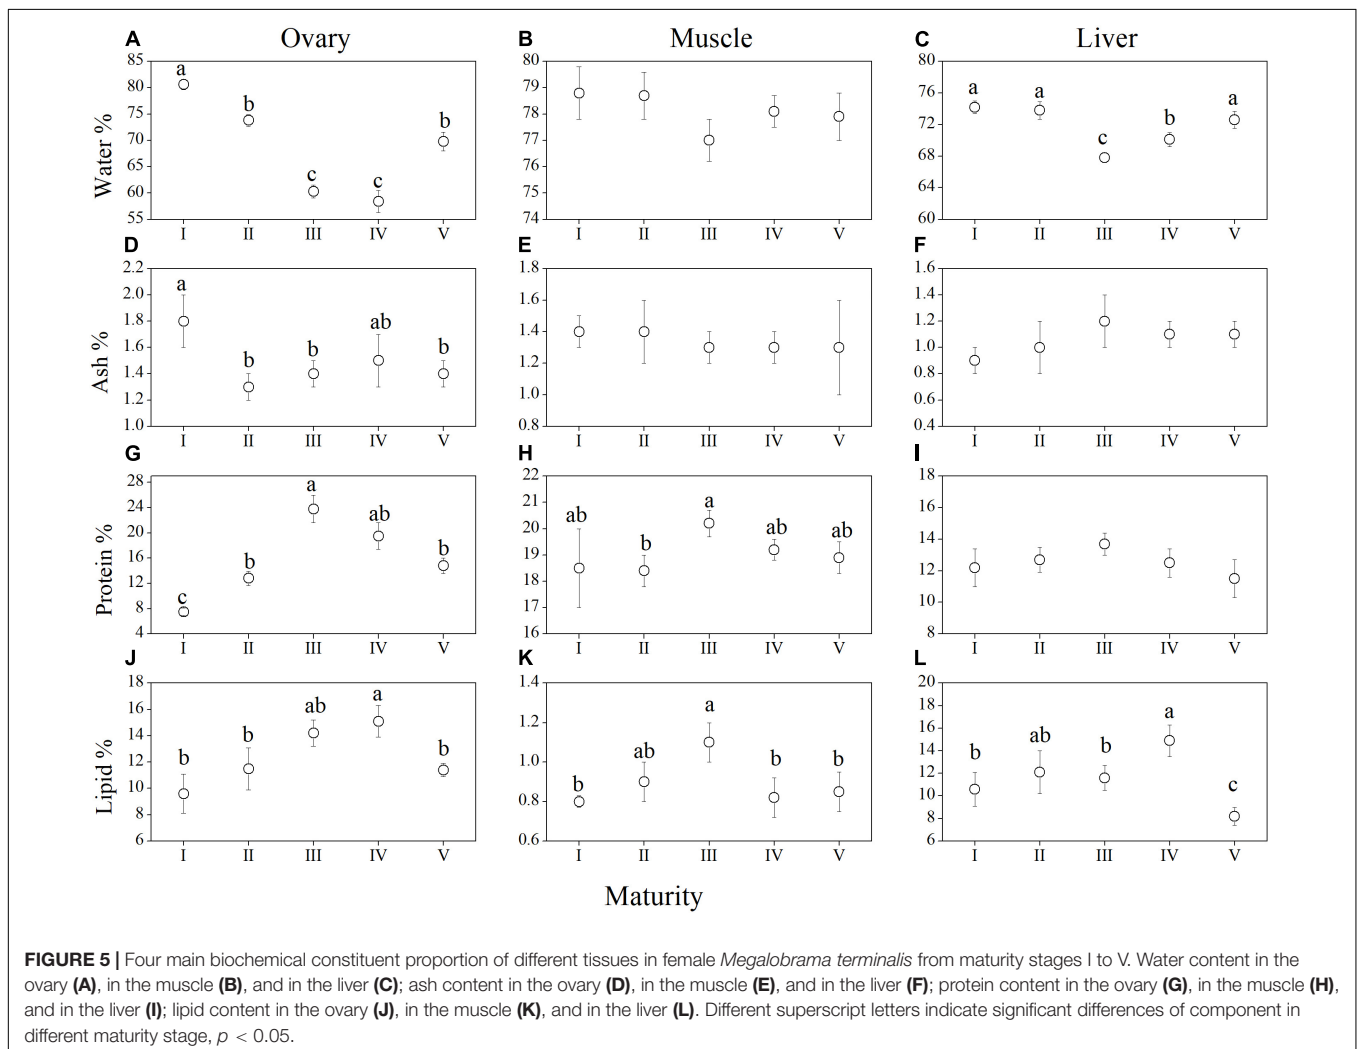 A Ovary B Muscle C Liver
Water %
85
80
75
70
65
60
55
a
b
c
c
b
I II III IV V
80
79
78
77
76
75
74
I II III IV V
80
76
72
68
64
60
a
a
c
b
a
I II III IV V
D
Ash %
2.2
2.0
1.8
1.6
1.4
1.2
1.0
a
b
b
ab
b
I II III IV V
E
1.8
1.6
1.4
1.2
1.0
0.8
I II III IV V
F
1.6
1.4
1.2
1.0
0.8
0.6
0.4
I II III IV V
G
Protein %
28
24
20
16
12
8
4
c
b
a
ab
b
I II III IV V
H
22
21
20
19
18
17
16
ab
b
a
ab
ab
I II III IV V
I
18
16
14
12
10
8
I II III IV V
J
Lipid %
18
16
14
12
10
8
6
b
b
ab
a
b
I II III IV V
K
1.4
1.2
1.0
0.8
0.6
b
ab
a
b
b
I II III IV V
L
20
18
16
14
12
10
8
6
b
ab
b
a
c
I II III IV V
Maturity
FIGURE 5 | Four main biochemical constituent proportion of different tissues in female Megalobrama terminalis from maturity stages I to V. Water content in the
ovary (A), in the muscle (B), and in the liver (C); ash content in the ovary (D), in the muscle (E), and in the liver (F); protein content in the ovary (G), in the muscle (H),
and in the liver (I); lipid content in the ovary (J), in the muscle (K), and in the liver (L). Different superscript letters indicate significant differences of component in
different maturity stage, p < 0.05.